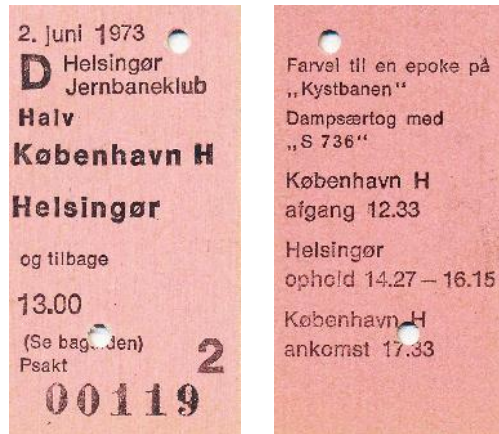 2. juni 1973
D Helsingør
Jernbaneklub
Halv
København H
Helsingør
og tilbage
13.00
(Se bag den)
Psakt 2
00119
Farvel til en epoke på
„Kystbanen“
Dampsærtog med
„S 736“
København H
afgang 12.33
Helsingør
ophold 14.27 – 16.15
København H
ankomst 17.33